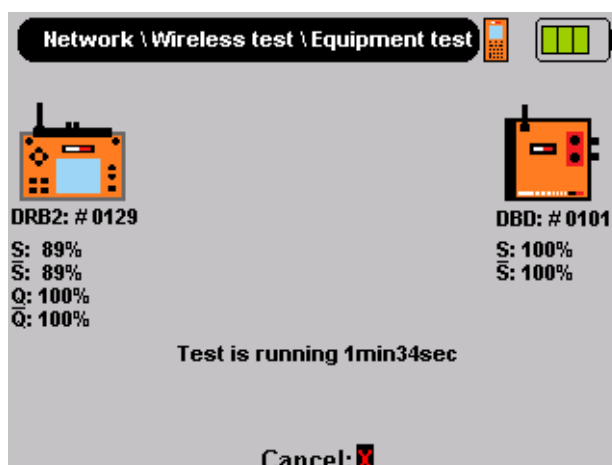 Network \ Wireless test \ Equipment test
DRB2: # 0129
S: 89%
S̅: 89%
Q: 100%
Q̅: 100%
DBD: # 0101
S: 100%
S̅: 100%
Test is running 1min34sec
Cancel: X